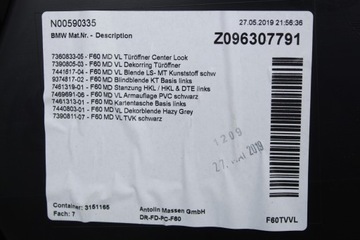 N00590335
27.05.2019 21:56:36
BMW Mat.Nr. - Description
Z096307791
7360833-05 - F60 MD VL Türöffner Center Look
7390805-03 - F60 MD VL Dekorring Türöffner
7441617-04 - F60 MD VL Blende LS- MT Kunststoff schw
9374817-02 - F60 MD VL Blindblende KT Basis links
7461319-01 - F60 MD Stanzung HKL / HKL & DTE links
7469691-06 - F60 MD VL Armauflage PVC schwarz
7461313-01 - F60 MD VL Kartentasche Basis links
7440803-01 - F60 MD VL Dekorblende Hazy Grey
7390811-07 - F60 MD VL TVK schwarz
1209
27. MAI 2019
Container: 3151165
Fach: 7
Antolin Massen GmbH
DR-FD-PC-F60
F60TVVL